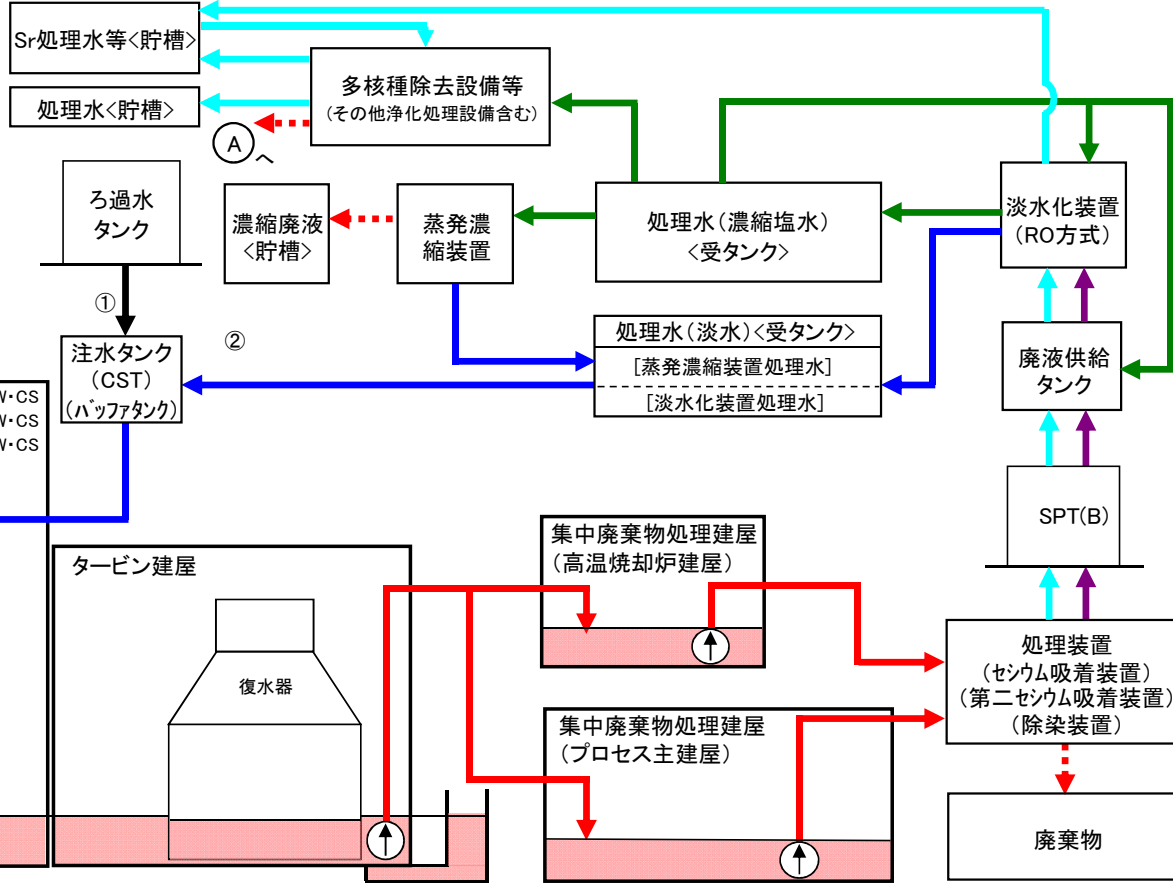 Sr処理水等<貯槽>
多核種除去設備等
(その他浄化処理設備含む)
処理水<貯槽>
A
へ
ろ過水
タンク
濃縮廃液
<貯槽>
蒸発濃
縮装置
処理水(濃縮塩水)
<受タンク>
淡水化装置
(RO方式)
①
②
注水タンク
(CST)
(バッファタンク)
処理水(淡水)<受タンク>
[蒸発濃縮装置処理水]
[淡水化装置処理水]
廃液供給
タンク
W・CS
W・CS
W・CS
SPT(B)
タービン建屋
復水器
集中廃棄物処理建屋
(高温焼却炉建屋)
集中廃棄物処理建屋
(プロセス主建屋)
処理装置
(セシウム吸着装置)
(第二セシウム吸着装置)
(除染装置)
廃棄物